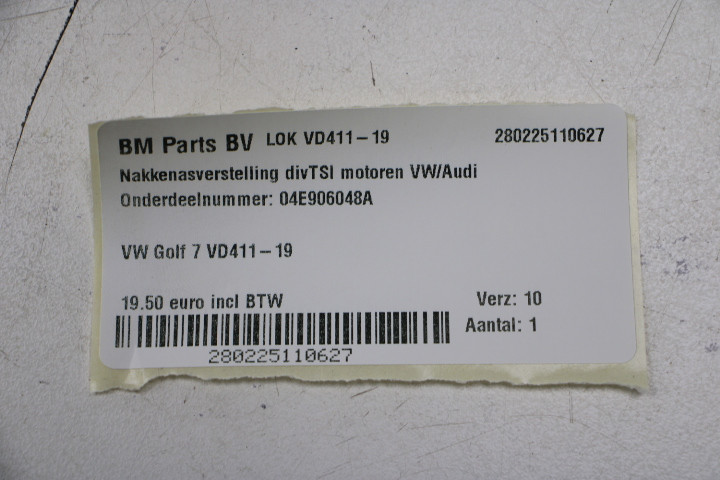 BM Parts BV LOK VD411-19 280225110627
Nakkenasverstelling divTSI motoren VW/Audi
Onderdeelnummer: 04E906048A
VW Golf 7 VD411-19
19.50 euro incl BTW Verz: 10
Aantal: 1
280225110627